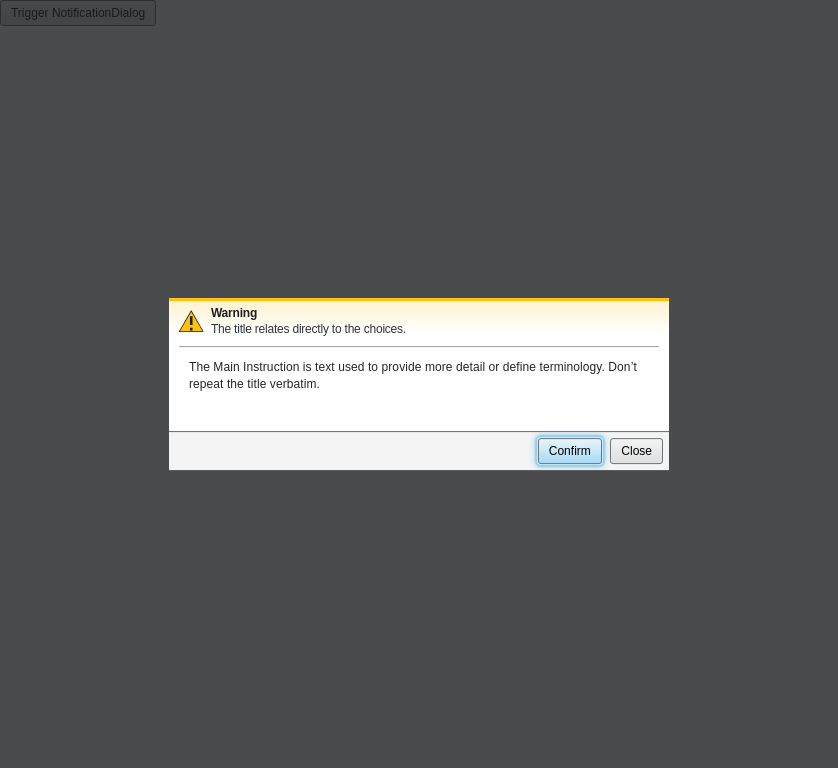 Trigger NotificationDialog
Warning
The title relates directly to the choices.
The Main Instruction is text used to provide more detail or define terminology. Don’t
repeat the title verbatim.
Confirm
Close